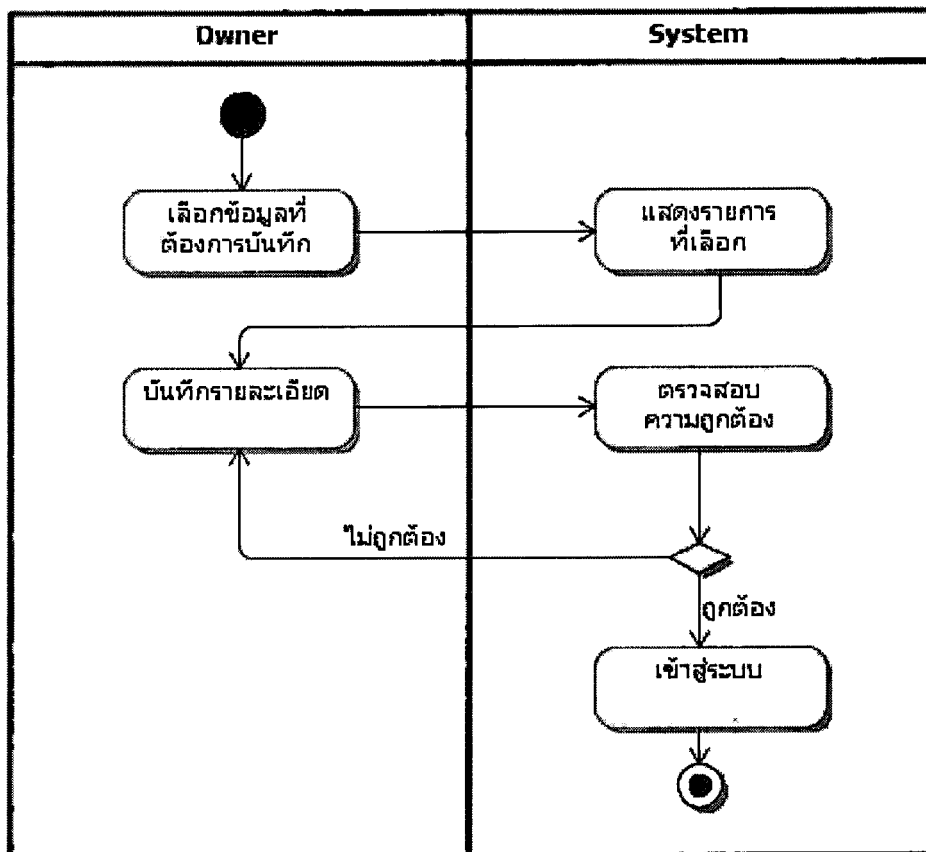 Owner
System
เลือกข้อมูลที่
ต้องการบันทึก
แสดงรายการ
ที่เลือก
บันทึกรายละเอียด
ตรวจสอบ
ความถูกต้อง
ไม่ถูกต้อง
ถูกต้อง
เข้าสู่ระบบ